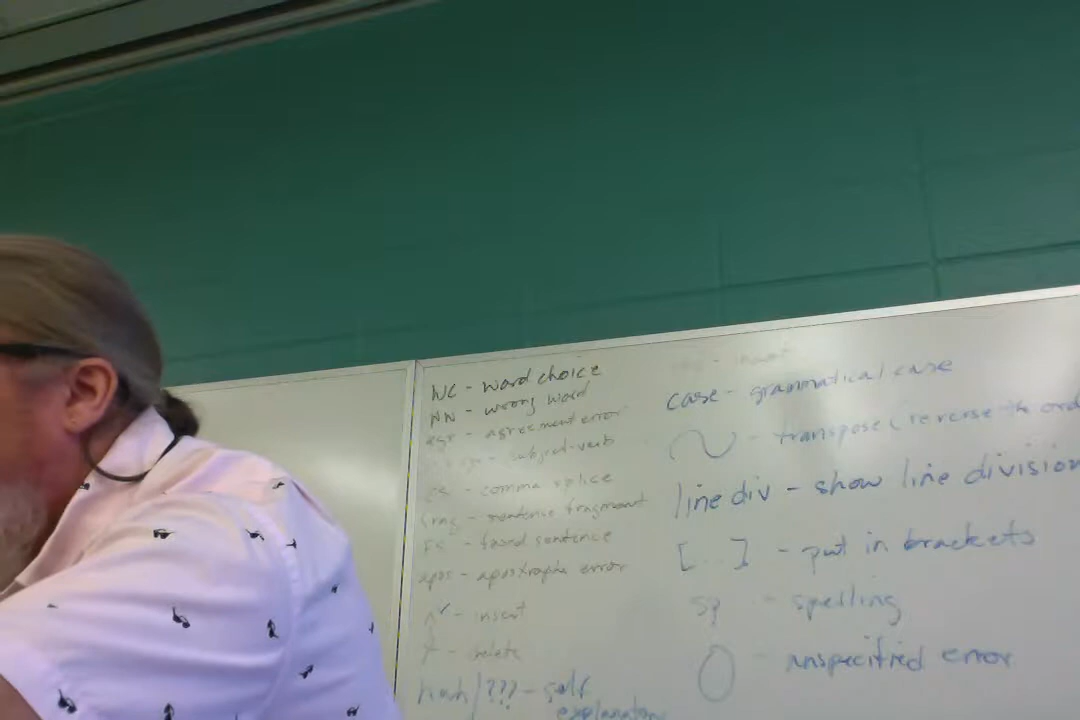 WC - word choice
WW - wrong word
agr - agreement error
subject-verb
cs - comma splice
frag - sentence fragment
FS - fused sentence
apos - apostrophe error
^ - insert
- delete
huh/??? - self
explanatory
case - grammatical case
- transpose (reverse th ord
line div - show line division
[...] - put in brackets
sp - spelling
- unspecified error